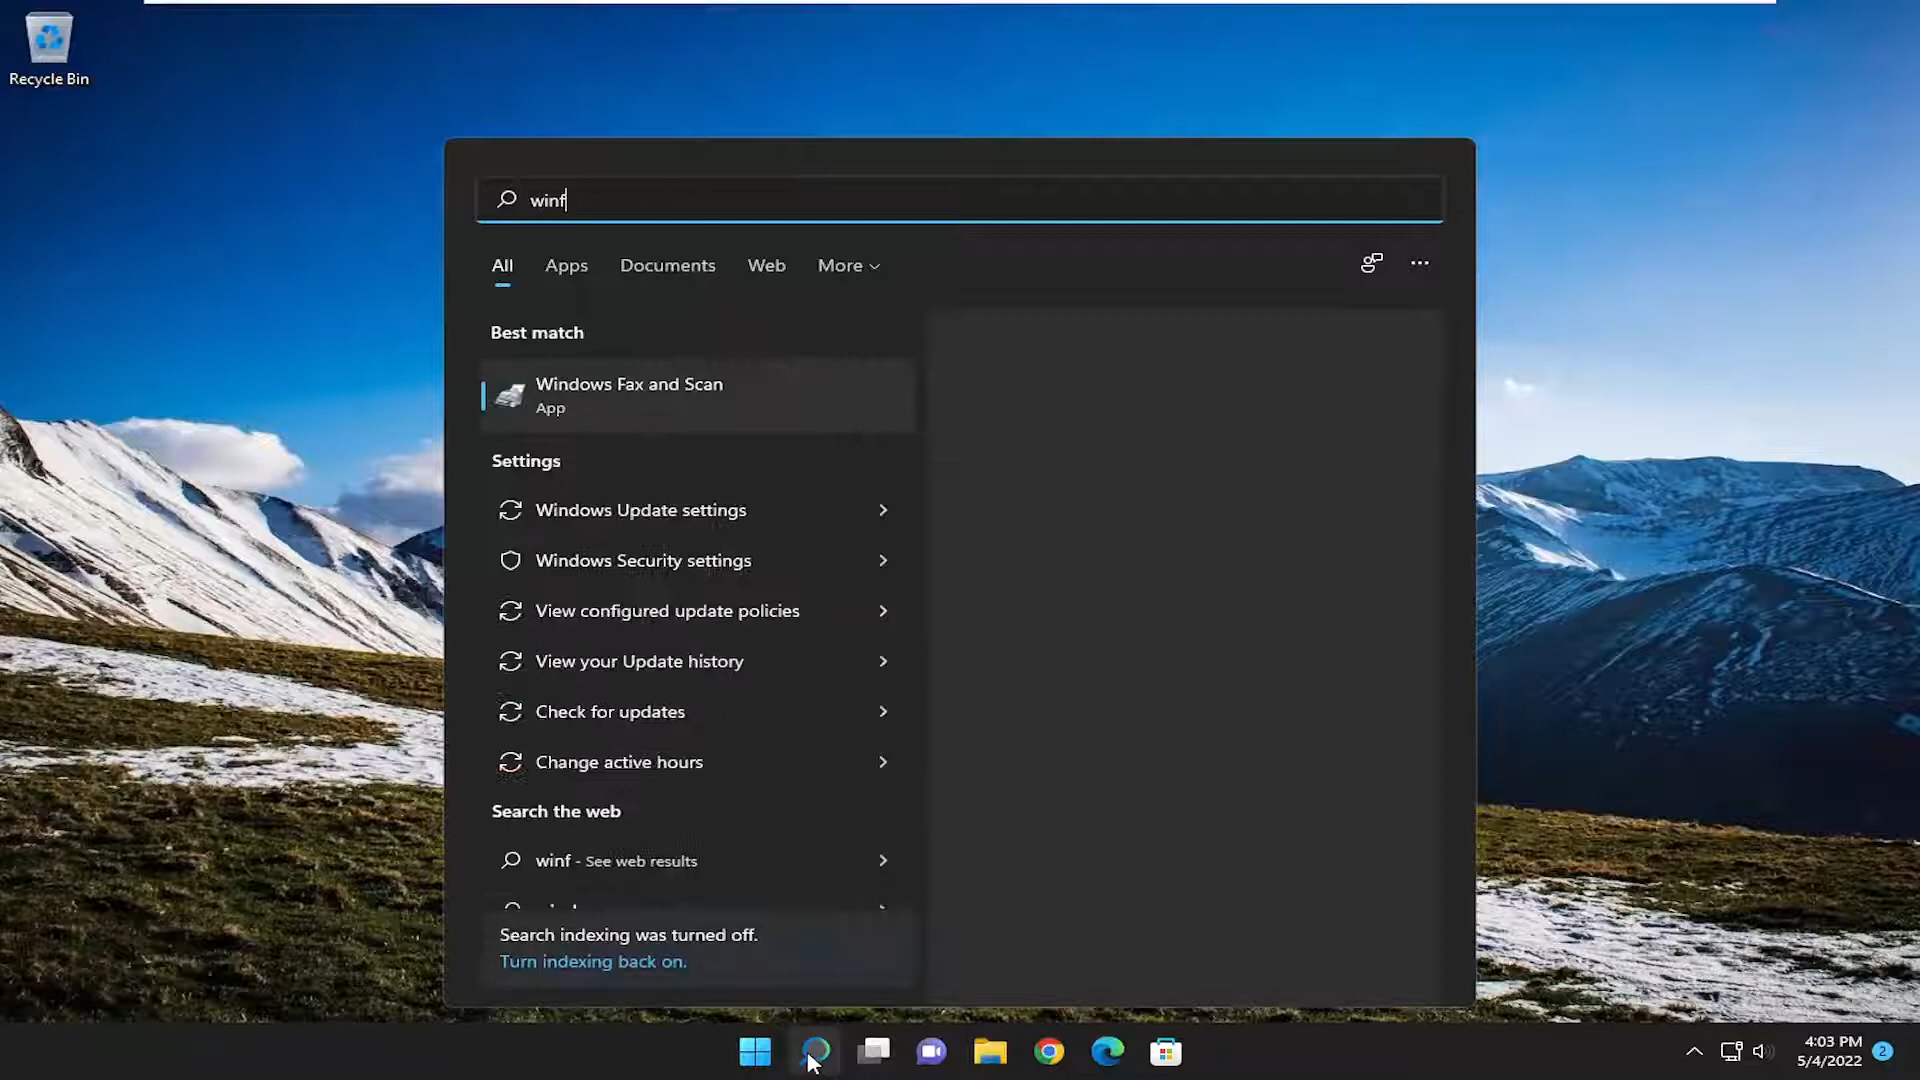 Recycle Bin
winf
All Apps Documents Web More
Best match
Windows Fax and Scan
App
Settings
Windows Update settings
Windows Security settings
View configured update policies
View your Update history
Check for updates
Change active hours
Search the web
winf - See web results
Search indexing was turned off.
Turn indexing back on.
4:03 PM
5/4/2022
2